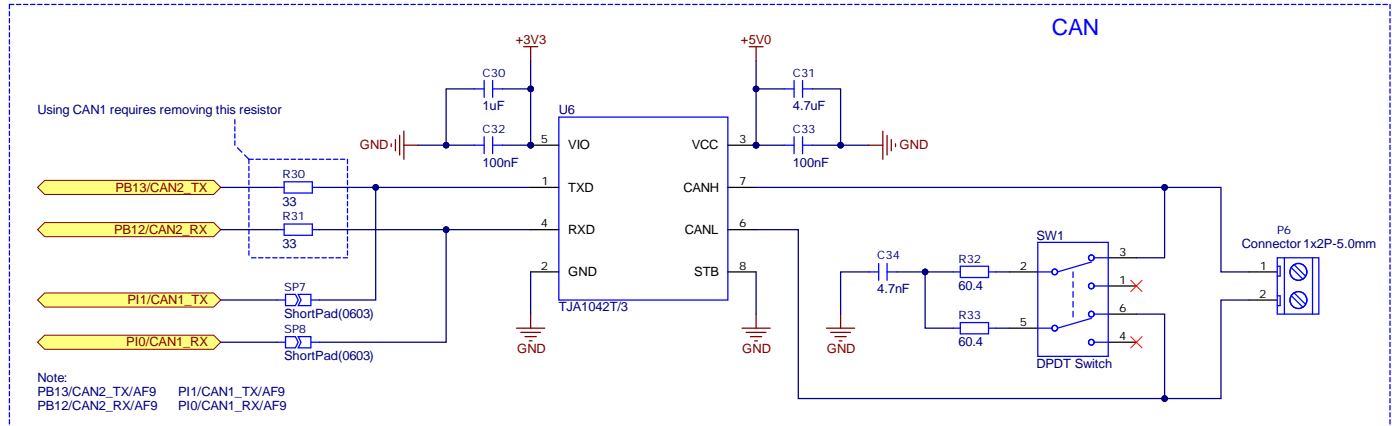 CAN
+3V3
+5V0
C30
1uF
C31
4.7uF
Using CAN1 requires removing this resistor
U6
C32
100nF
C33
100nF
GND
5
VIO
VCC
3
GND
PB13/CAN2_TX
R30
33
1
TXD
CANH
7
PB12/CAN2_RX
R31
33
4
RXD
CANL
6
2
GND
STB
8
TJA1042T/3
GND
GND
GND
C34
4.7nF
R32
60.4
R33
60.4
SW1
2
3
1
5
6
4
DPDT Switch
P6
Connector 1x2P-5.0mm
1
2
PI1/CAN1_TX
SP7
ShortPad(0603)
PI0/CAN1_RX
SP8
ShortPad(0603)
Note:
PB13/CAN2_TX/AF9 PI1/CAN1_TX/AF9
PB12/CAN2_RX/AF9 PI0/CAN1_RX/AF9